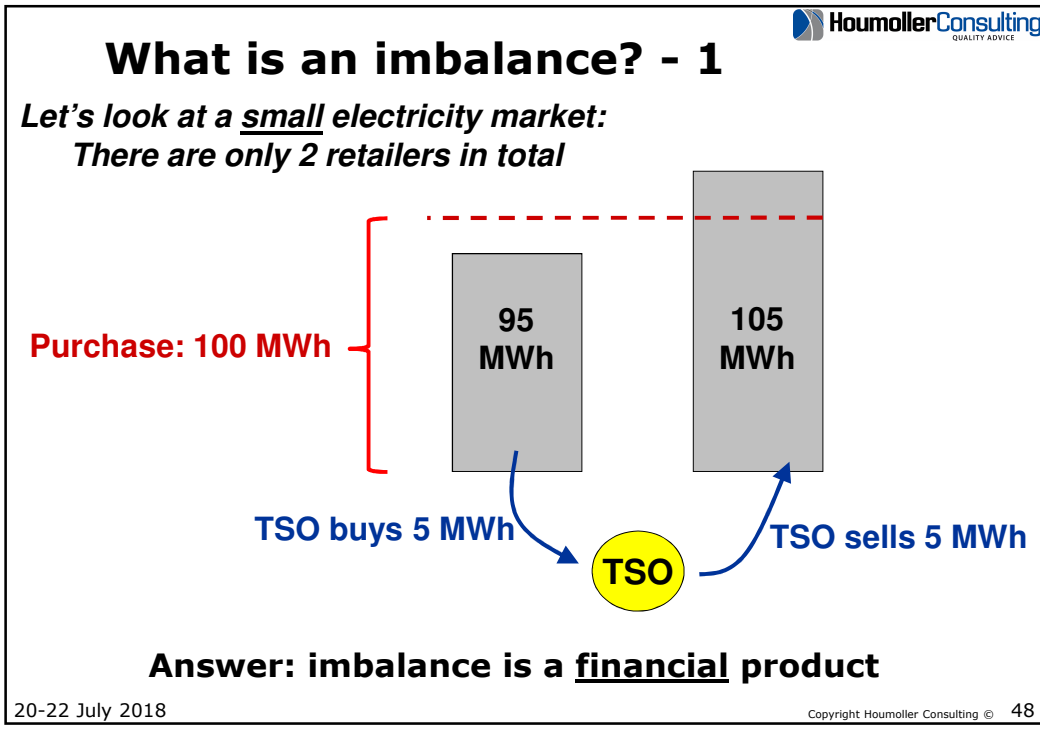 HoumollerConsulting
QUALITY ADVICE
What is an imbalance? - 1
Let's look at a small electricity market:
There are only 2 retailers in total
Purchase: 100 MWh
95
MWh
105
MWh
TSO buys 5 MWh
TSO
TSO sells 5 MWh
Answer: imbalance is a financial product
20-22 July 2018
Copyright Houmoller Consulting © 48